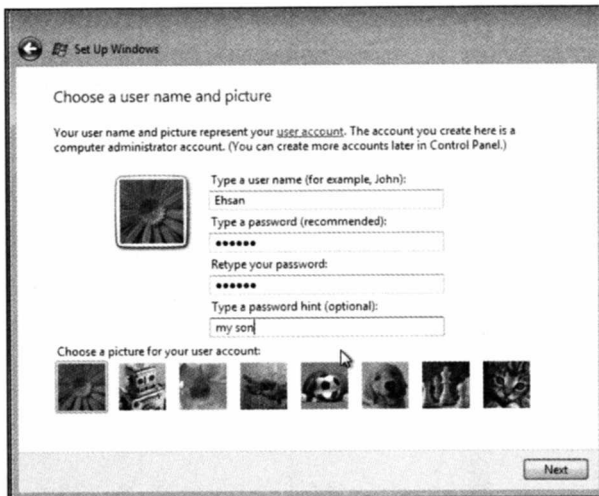 Set Up Windows
Choose a user name and picture
Your user name and picture represent your user account. The account you create here is a
computer administrator account. (You can create more accounts later in Control Panel.)
Type a user name (for example, John):
Ehsan
Type a password (recommended):
••••••
Retype your password:
••••••
Type a password hint (optional):
my son
Choose a picture for your user account:
Next